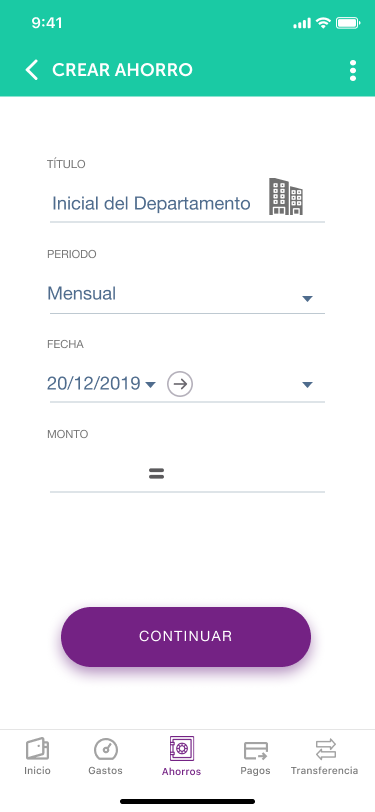 9:41
CREAR AHORRO
TÍTULO
Inicial del Departamento
PERIODO
Mensual
FECHA
20/12/2019
MONTO
=
CONTINUAR
Inicio Gastos Ahorros Pagos Transferencia